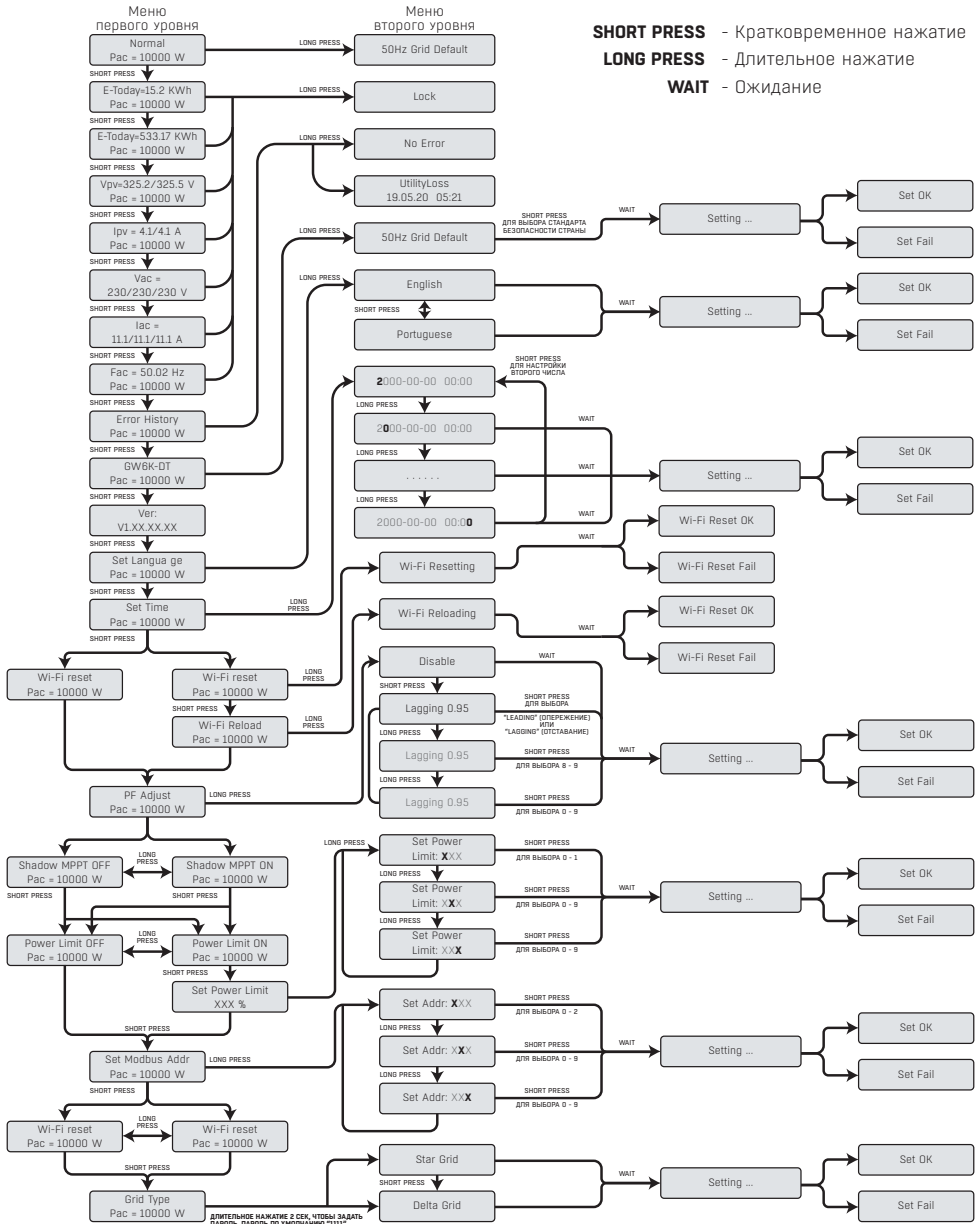 Меню
первого уровня
Меню
второго уровня
SHORT PRESS - Кратковременное нажатие
LONG PRESS - Длительное нажатие
WAIT - Ожидание
Normal
Pac = 10000 W
LONG PRESS
50Hz Grid Default
SHORT PRESS
E-Today=15.2 KWh
Pac = 10000 W
LONG PRESS
Lock
SHORT PRESS
E-Today=533.17 KWh
Pac = 10000 W
LONG PRESS
No Error
SHORT PRESS
Vpv=325.2/325.5 V
Pac = 10000 W
UtilityLoss
19.05.20 05:21
SHORT PRESS
Ipv = 4.1/4.1 A
Pac = 10000 W
LONG PRESS
50Hz Grid Default
SHORT PRESS
ДЛЯ ВЫБОРА СТАНДАРТА
БЕЗОПАСНОСТИ СТРАНЫ
WAIT
Setting ...
Set OK
Set Fail
SHORT PRESS
Vac =
230/230/230 V
LONG PRESS
English
SHORT PRESS
Portuguese
WAIT
Setting ...
Set OK
Set Fail
SHORT PRESS
Iac =
11.1/11.1/11.1 A
SHORT PRESS
Fac = 50.02 Hz
Pac = 10000 W
SHORT PRESS
Error History
Pac = 10000 W
SHORT PRESS
GW6K-DT
Pac = 10000 W
SHORT PRESS
Ver:
V1.XX.XX.XX
SHORT PRESS
Set Langua ge
Pac = 10000 W
SHORT PRESS
Set Time
Pac = 10000 W
LONG
PRESS
SHORT PRESS
2000-00-00 00:00
SHORT PRESS
ДЛЯ НАСТРОЙКИ
ВТОРОГО ЧИСЛА
LONG PRESS
2000-00-00 00:00
WAIT
LONG PRESS
. . . . . .
WAIT
LONG PRESS
2000-00-00 00:00
WAIT
Setting ...
Set OK
Set Fail
Wi-Fi Resetting
WAIT
Wi-Fi Reset OK
Wi-Fi Reset Fail
Wi-Fi Reloading
WAIT
Wi-Fi Reset OK
Wi-Fi Reset Fail
Wi-Fi reset
Pac = 10000 W
Wi-Fi reset
Pac = 10000 W
LONG
PRESS
SHORT PRESS
Wi-Fi Reload
Pac = 10000 W
LONG
PRESS
PF Adjust
Pac = 10000 W
LONG PRESS
Disable
WAIT
SHORT PRESS
Lagging 0.95
SHORT PRESS
ДЛЯ ВЫБОРА
"LEADING" (ОПЕРЕЖЕНИЕ)
ИЛИ
"LAGGING" (ОТСТАВАНИЕ)
LONG PRESS
Lagging 0.95
SHORT PRESS
ДЛЯ ВЫБОРА 8 - 9
LONG PRESS
Lagging 0.95
SHORT PRESS
ДЛЯ ВЫБОРА 0 - 9
WAIT
Setting ...
Set OK
Set Fail
Shadow MPPT OFF
Pac = 10000 W
LONG
PRESS
Shadow MPPT ON
Pac = 10000 W
SHORT PRESS
SHORT PRESS
Power Limit OFF
Pac = 10000 W
LONG
PRESS
Power Limit ON
Pac = 10000 W
SHORT PRESS
Set Power Limit
XXX %
LONG PRESS
Set Power
Limit: XXX
SHORT PRESS
ДЛЯ ВЫБОРА 0 - 1
LONG PRESS
Set Power
Limit: XXX
SHORT PRESS
ДЛЯ ВЫБОРА 0 - 9
LONG PRESS
Set Power
Limit: XXX
SHORT PRESS
ДЛЯ ВЫБОРА 0 - 9
WAIT
Setting ...
Set OK
Set Fail
SHORT PRESS
Set Modbus Addr
Pac = 10000 W
LONG PRESS
SHORT PRESS
Set Addr: XXX
SHORT PRESS
ДЛЯ ВЫБОРА 0 - 2
LONG PRESS
Set Addr: XXX
SHORT PRESS
ДЛЯ ВЫБОРА 0 - 9
LONG PRESS
Set Addr: XXX
SHORT PRESS
ДЛЯ ВЫБОРА 0 - 9
WAIT
Setting ...
Set OK
Set Fail
Wi-Fi reset
Pac = 10000 W
LONG
PRESS
Wi-Fi reset
Pac = 10000 W
SHORT PRESS
Grid Type
Pac = 10000 W
ДЛИТЕЛЬНОЕ НАЖАТИЕ 2 СЕК, ЧТОБЫ ЗАДАТЬ
ПАРОЛЬ. ПАРОЛЬ ПО УМОЛЧАНИЮ "1111"
Star Grid
SHORT PRESS
Delta Grid
WAIT
Setting ...
Set OK
Set Fail